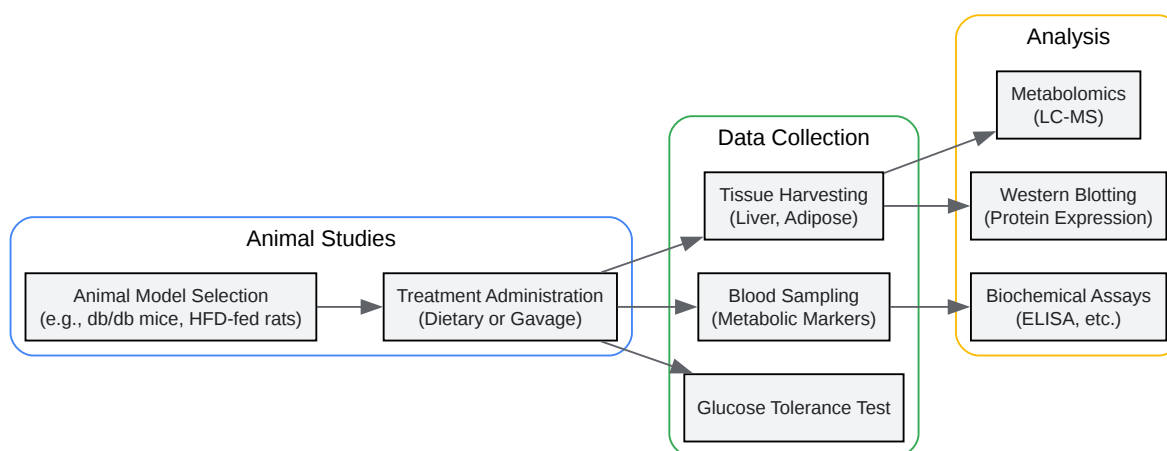 Animal Studies
Animal Model Selection
(e.g., db/db mice, HFD-fed rats)
Treatment Administration
(Dietary or Gavage)
Data Collection
Tissue Harvesting
(Liver, Adipose)
Blood Sampling
(Metabolic Markers)
Glucose Tolerance Test
Analysis
Metabolomics
(LC-MS)
Western Blotting
(Protein Expression)
Biochemical Assays
(ELISA, etc.)